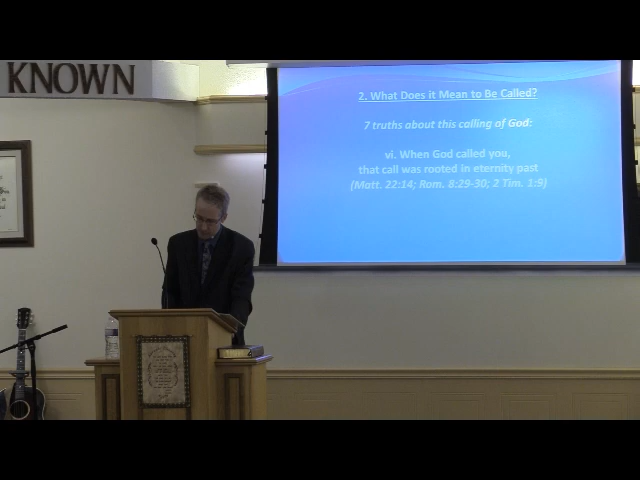 KNOWN
2. What Does it Mean to Be Called?
7 truths about this calling of God:
vi. When God called you,
that call was rooted in eternity past
(Matt. 22:14; Rom. 8:29-30; 2 Tim. 1:9)